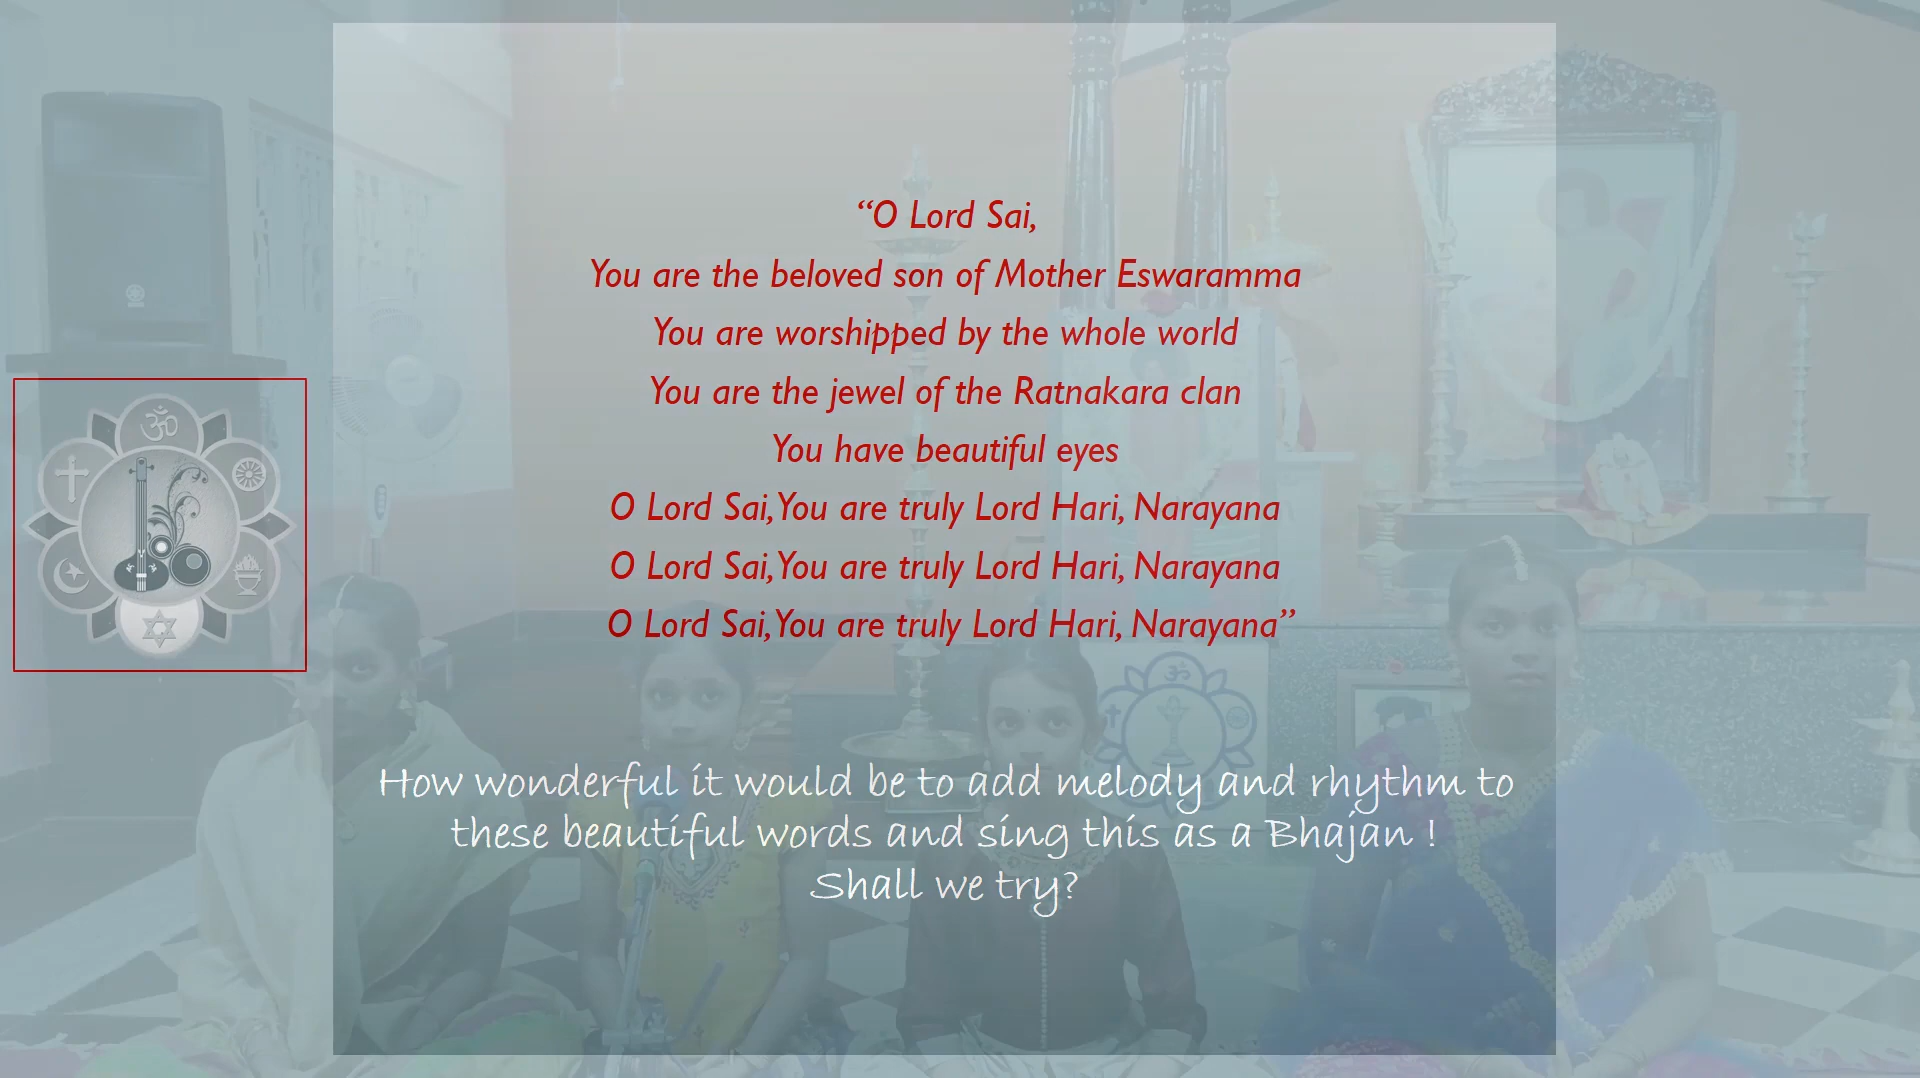 “O Lord Sai,
You are the beloved son of Mother Eswaramma
You are worshipped by the whole world
You are the jewel of the Ratnakara clan
You have beautiful eyes
O Lord Sai,You are truly Lord Hari, Narayana
O Lord Sai,You are truly Lord Hari, Narayana
O Lord Sai,You are truly Lord Hari, Narayana”
ॐ
ॐ
How wonderful it would be to add melody and rhythm to
these beautiful words and sing this as a Bhajan !
Shall we try?